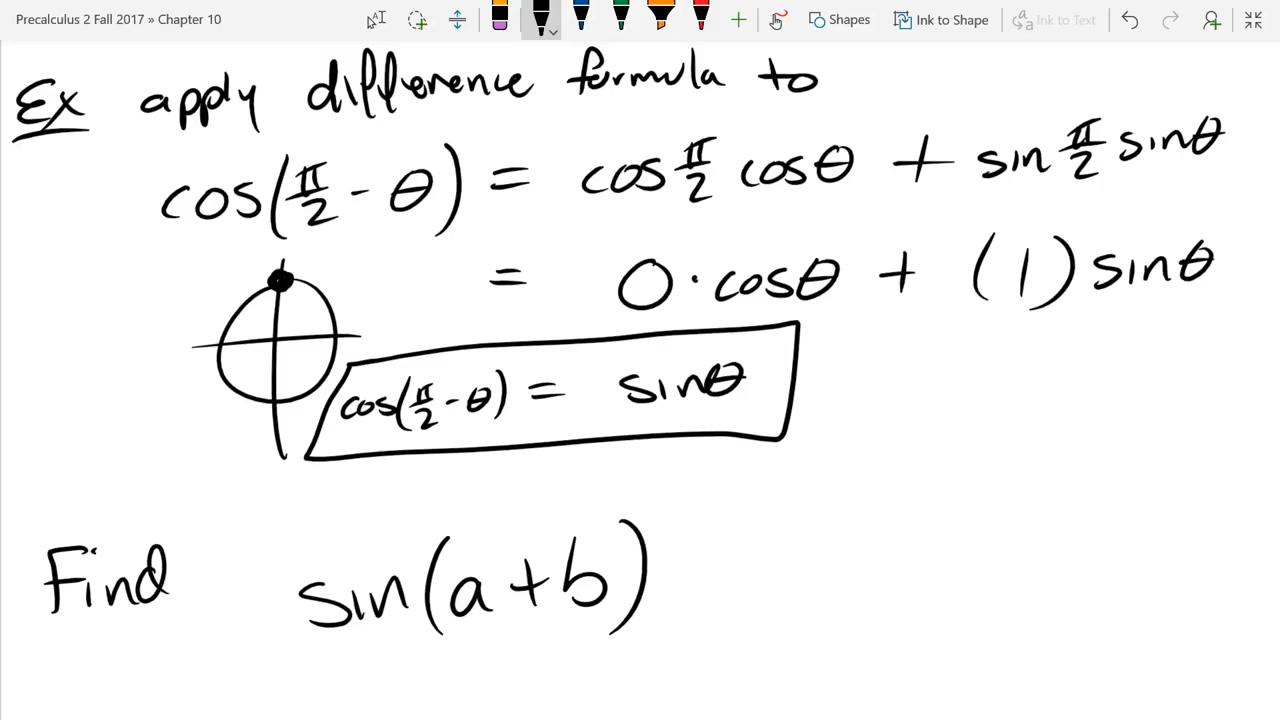 Precalculus 2 Fall 2017 » Chapter 10
Shapes
Ink to Shape
Ink to Text
Ex apply difference formula to
cos(π/2 - θ) = cos π/2 cosθ + sin π/2 sinθ
= 0 · cosθ + (1) sinθ
cos(π/2 - θ) = sinθ
Find sin(a+b)